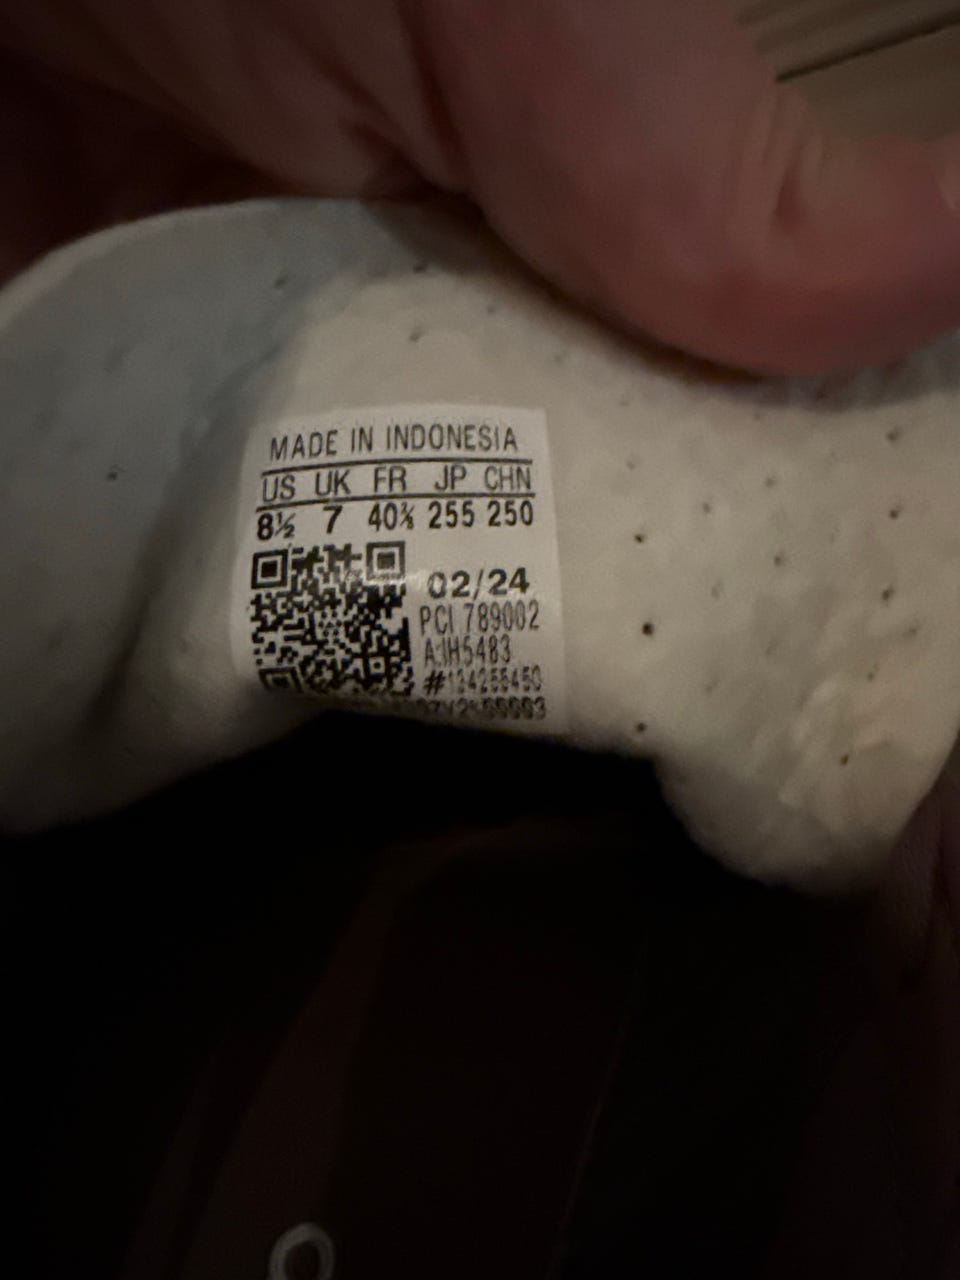 MADE IN INDONESIA
US UK FR JP CHN
8½ 7 40⅔ 255 250
02/24
PCI 789002
A:IH5483